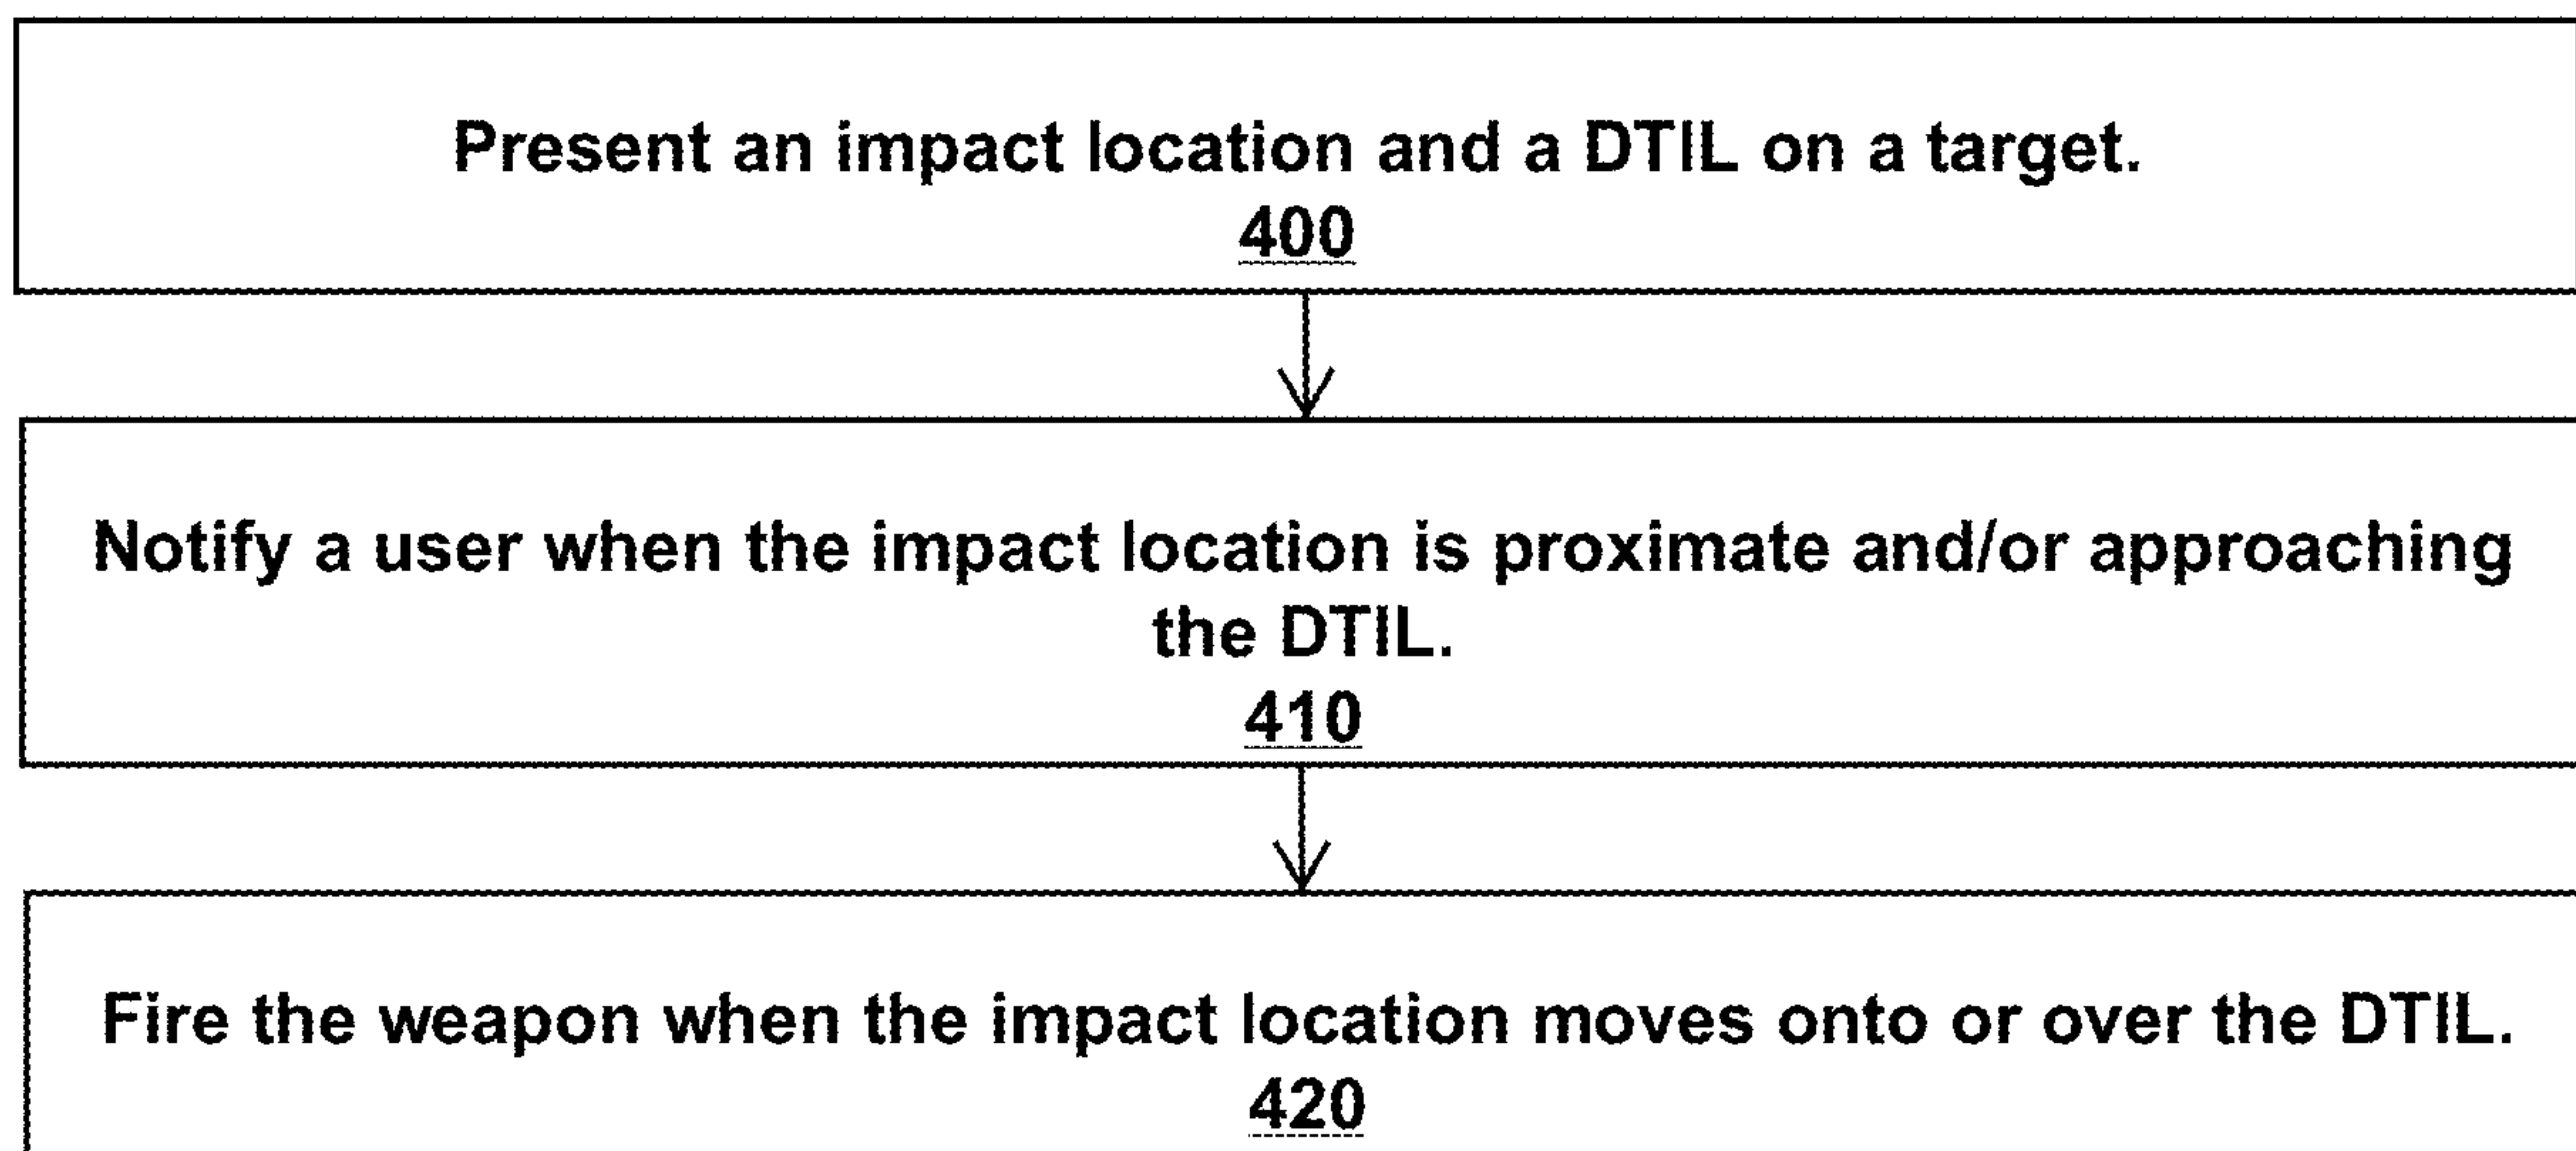 Present an impact location and a DTIL on a target.
400
Notify a user when the impact location is proximate and/or approaching
the DTIL.
410
Fire the weapon when the impact location moves onto or over the DTIL.
420